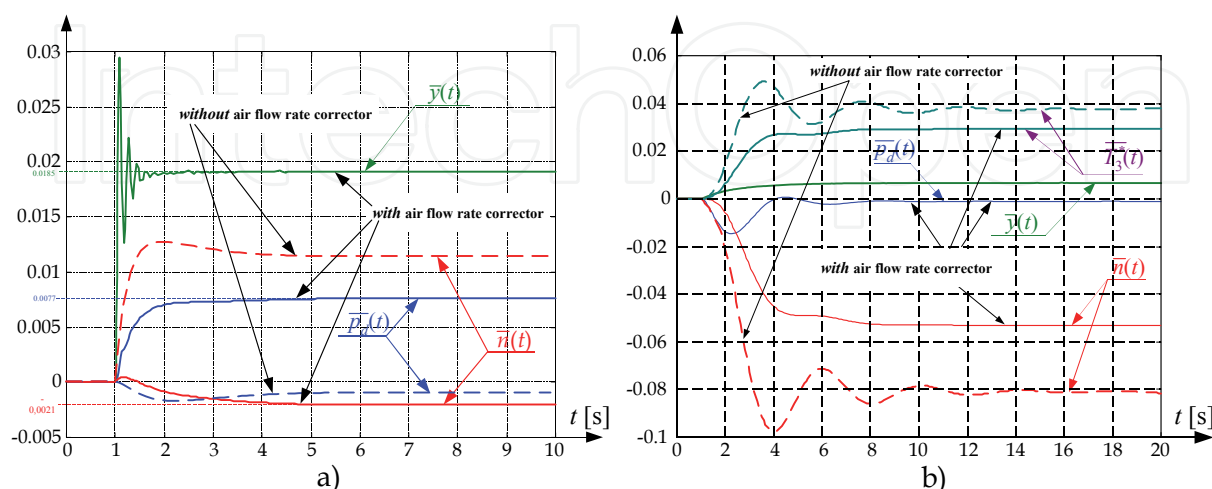 0.03
0.025
0.02
0.0185
0.015
0.01
0.0077
0.005
0
-
0,0021
-0.005
0 1 2 3 4 5 6 7 8 9 10
t [s]
without air flow rate corrector
y̅(t)
with air flow rate corrector
p̅d̅(t)
n̅(t)
a)
0.06
0.04
0.02
0
-0.02
-0.04
-0.06
-0.08
-0.1
0 2 4 6 8 10 12 14 16 18 20
t [s]
without air flow rate corrector
p̅d̅(t)
T̅₃*(t)
y̅(t)
with air flow rate corrector
n̅(t)
b)
IntechOpen